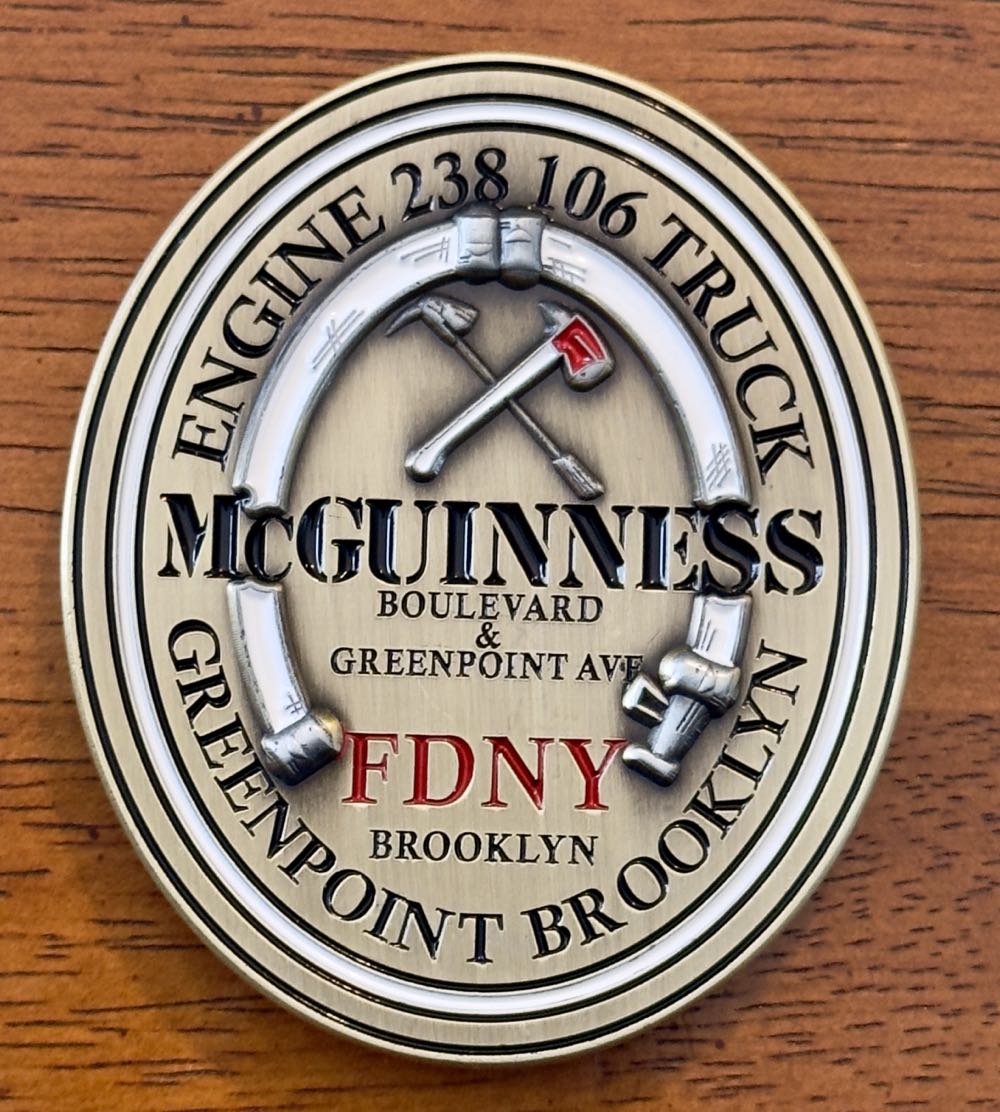 ENGINE 238 106 TRUCK
McGUINNESS
BOULEVARD
&
GREENPOINT AVE
FDNY
BROOKLYN
GREENPOINT BROOKLYN